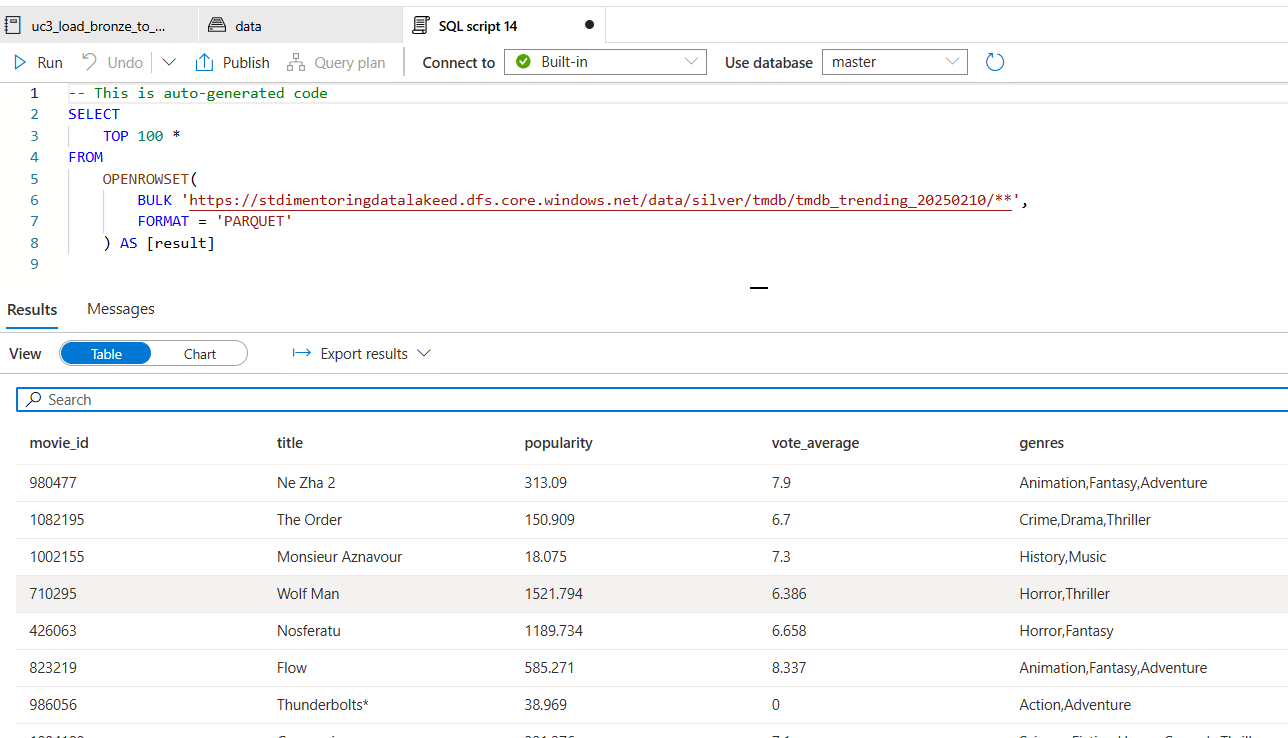 uc3_load_bronze_to_...
data
SQL script 14
Run Undo Publish Query plan Connect to Built-in Use database master
1 -- This is auto-generated code
2 SELECT
3 TOP 100 *
4 FROM
5 OPENROWSET(
6 BULK 'https://stdimentoringdatalakeed.dfs.core.windows.net/data/silver/tmdb/tmdb_trending_20250210/**',
7 FORMAT = 'PARQUET'
8 ) AS [result]
9
Results Messages
View Table Chart Export results
Search
movie_id title popularity vote_average genres
980477 Ne Zha 2 313.09 7.9 Animation,Fantasy,Adventure
1082195 The Order 150.909 6.7 Crime,Drama,Thriller
1002155 Monsieur Aznavour 18.075 7.3 History,Music
710295 Wolf Man 1521.794 6.386 Horror,Thriller
426063 Nosferatu 1189.734 6.658 Horror,Fantasy
823219 Flow 585.271 8.337 Animation,Fantasy,Adventure
986056 Thunderbolts* 38.969 0 Action,Adventure